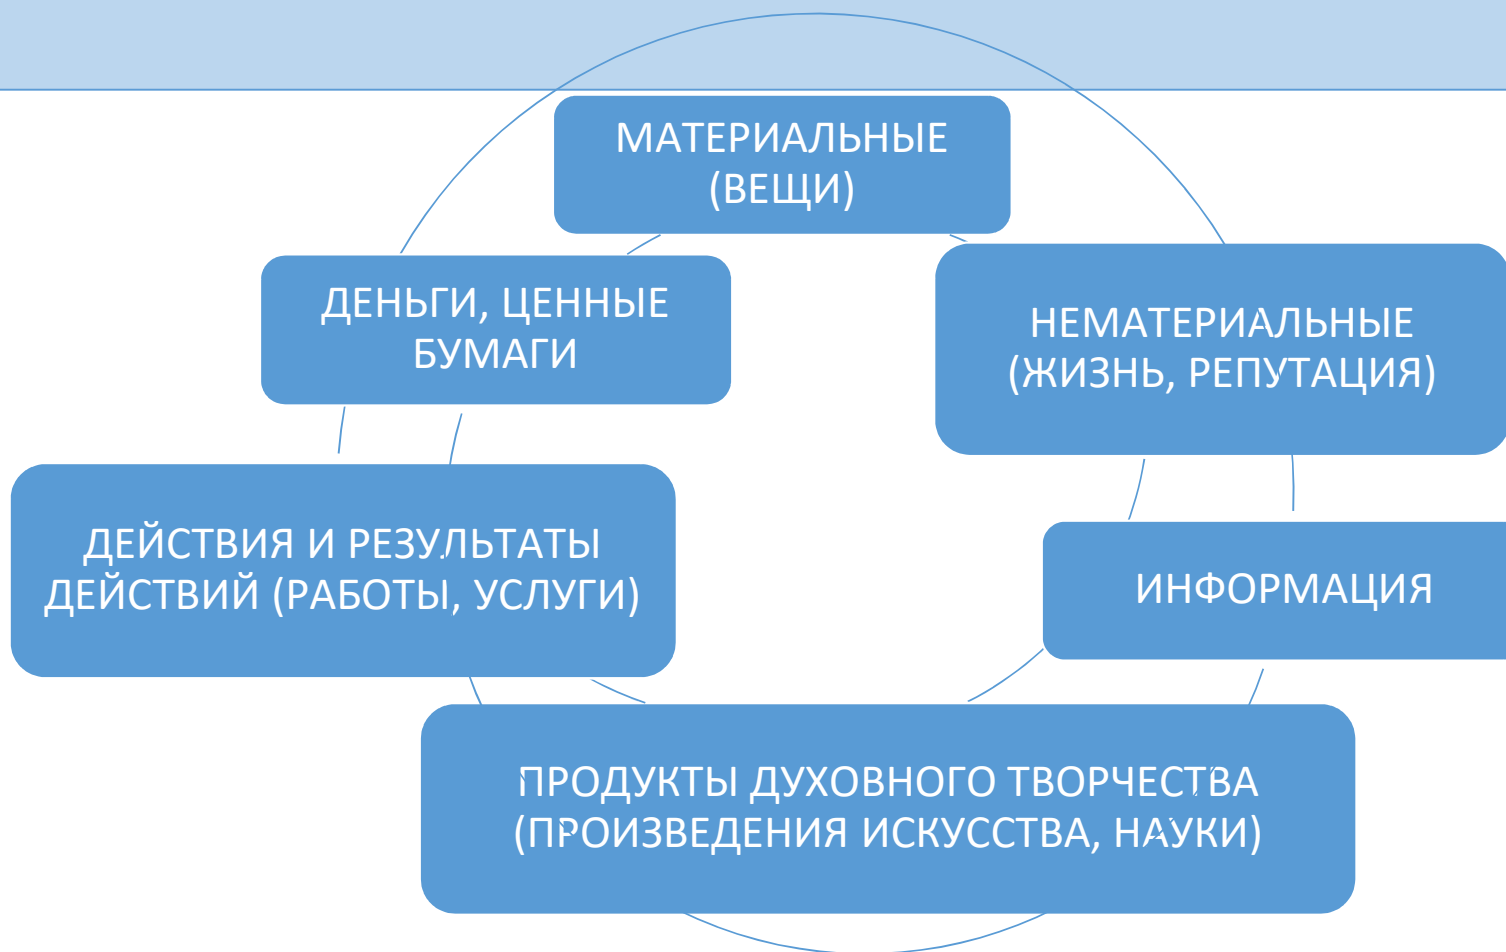 МАТЕРИАЛЬНЫЕ
(ВЕЩИ)
ДЕНЬГИ, ЦЕННЫЕ
БУМАГИ
НЕМАТЕРИАЛЬНЫЕ
(ЖИЗНЬ, РЕПУТАЦИЯ)
ДЕЙСТВИЯ И РЕЗУЛЬТАТЫ
ДЕЙСТВИЙ (РАБОТЫ, УСЛУГИ)
ИНФОРМАЦИЯ
ПРОДУКТЫ ДУХОВНОГО ТВОРЧЕСТВА
(ПРОИЗВЕДЕНИЯ ИСКУССТВА, НАУКИ)